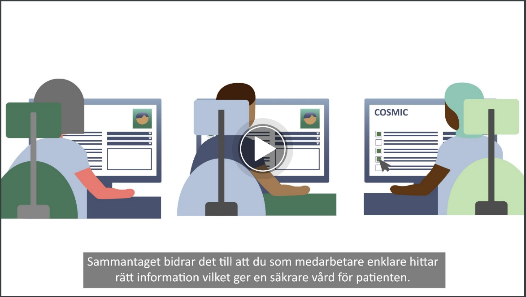 COSMIC
Sammantaget bidrar det till att du som medarbetare enklare hittar
rätt information vilket ger en säkrare vård för patienten.